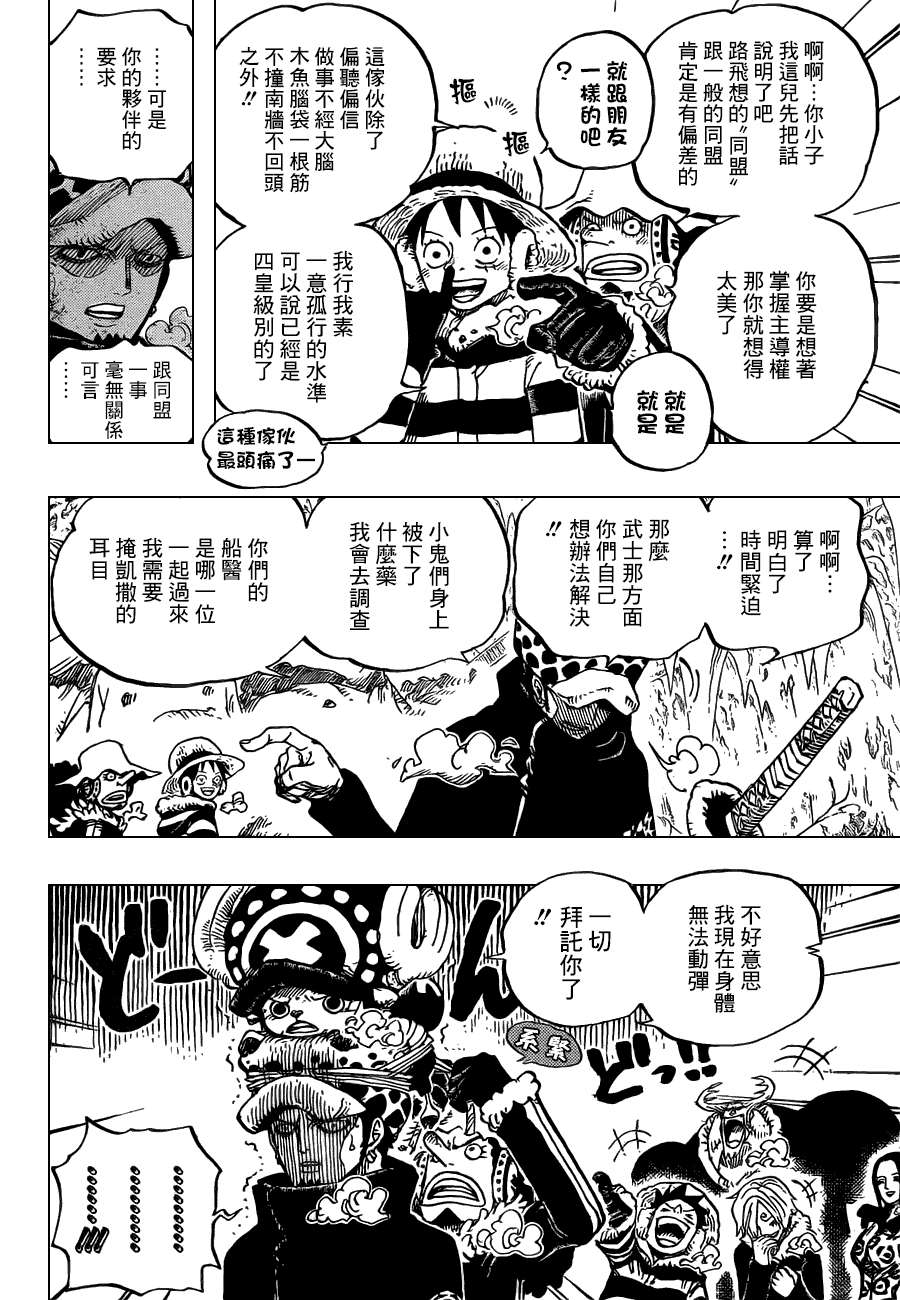 啊啊…你小子
我這兒先把話
說明了吧
路飛想的〝同盟〞
跟一般的同盟
肯定是有偏差的
就跟朋友
一樣的吧
？
你要是想著
掌握主導權
那你就想得
太美了
就是
就是
摳
摳
這傢伙除了
偏聽偏信
做事不經大腦
木魚腦袋一根筋
不撞南牆不回頭
之外!!
我行我素
一意孤行的水準
可以說已經是
四皇級別的了
這種傢伙
最頭痛了—
……可是
你的夥伴的
要求
……
跟同盟
一事
毫無關係
可言
……
啊啊…
算了
明白了
時間緊迫
…!!
那麼
武士那方面
你們自己
想辦法解決
!!
小鬼們身上
被下了
什麼藥
我會去調查
你們的
船醫
是哪一位
一起過來
我需要
掩凱撒的
耳目
不好意思
我現在身體
無法動彈
一切
拜託你了
!!
どーん
緊
系
どっ!!
………………!!!